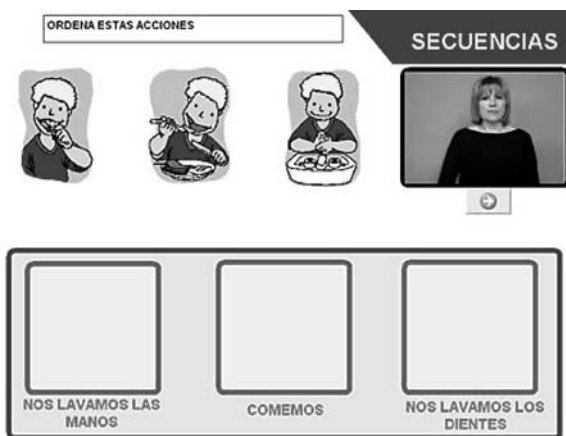 ORDENA ESTAS ACCIONES
SECUENCIAS
NOS LAVAMOS LAS
MANOS
COMEMOS
NOS LAVAMOS LOS
DIENTES